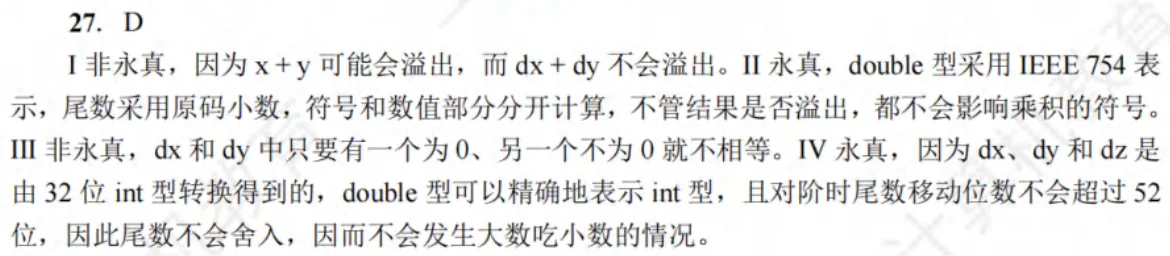 27. D
I 非永真，因为 x + y 可能会溢出，而 dx + dy 不会溢出。II 永真，double 型采用 IEEE 754 表
示，尾数采用原码小数，符号和数值部分分开计算，不管结果是否溢出，都不会影响乘积的符号。
III 非永真，dx 和 dy 中只要有一个为 0、另一个不为 0 就不相等。IV 永真，因为 dx、dy 和 dz 是
由 32 位 int 型转换得到的，double 型可以精确地表示 int 型，且对阶时尾数移动位数不会超过 52
位，因此尾数不会舍入，因而不会发生大数吃小数的情况。